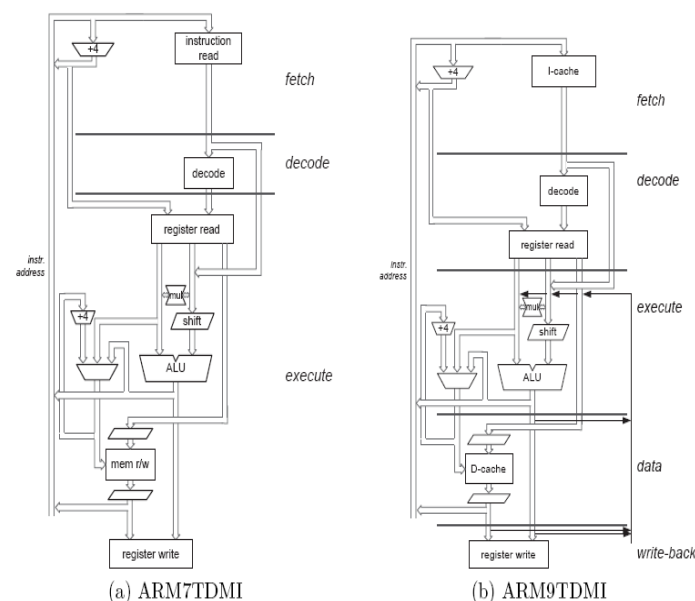 +4
instruction
read
fetch
decode
decode
register read
instr.
address
mul
+4
shift
ALU
execute
mem r/w
register write
(a) ARM7TDMI
+4
I-cache
fetch
decode
decode
register read
instr.
address
execute
mul
+4
shift
ALU
D-cache
data
register write
write-back
(b) ARM9TDMI